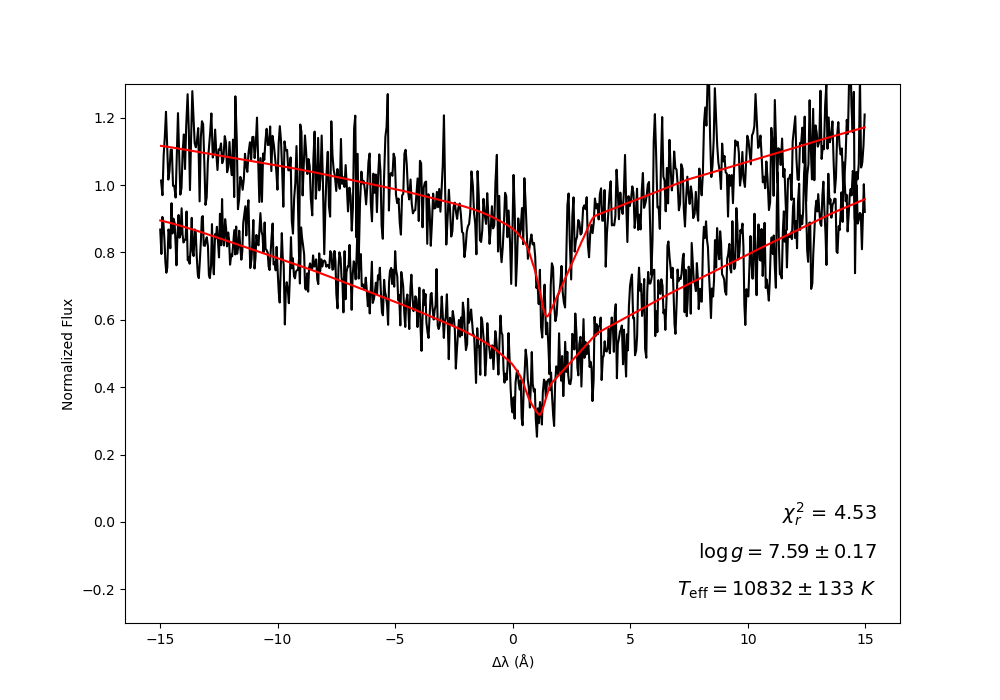 1.2
1.0
0.8
0.6
0.4
0.2
0.0
−0.2
Normalized Flux
χ²ᵣ = 4.53
log g = 7.59 ± 0.17
T_eff = 10832 ± 133 K
−15 −10 −5 0 5 10 15
Δλ (Å)